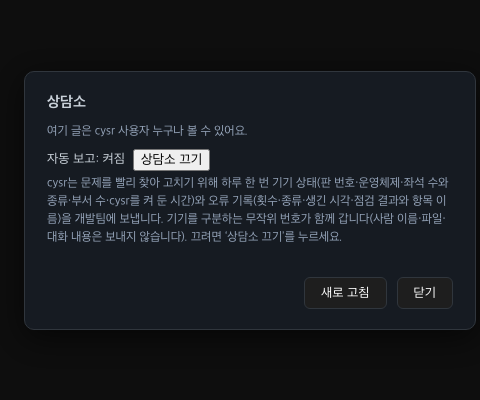 상담소
여기 글은 cysr 사용자 누구나 볼 수 있어요.
자동 보고: 켜짐 상담소 끄기
cysr는 문제를 빨리 찾아 고치기 위해 하루 한 번 기기 상태(판 번호·운영체제·좌석 수와
종류·부서 수·cysr를 켜 둔 시간)와 오류 기록(횟수·종류·생긴 시각·점검 결과와 항목 이
름)을 개발팀에 보냅니다. 기기를 구분하는 무작위 번호가 함께 갑니다(사람 이름·파일·
대화 내용은 보내지 않습니다). 끄려면 '상담소 끄기'를 누르세요.
새로 고침 닫기